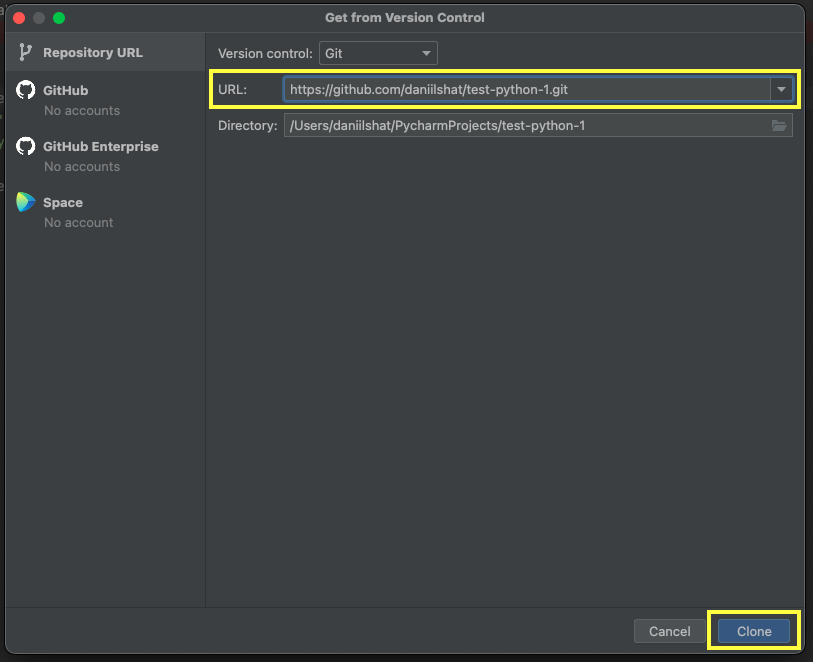 Get from Version Control
Repository URL
GitHub
No accounts
GitHub Enterprise
No accounts
Space
No account
Version control: Git
URL: https://github.com/daniilshat/test-python-1.git
Directory: /Users/daniilshat/PycharmProjects/test-python-1
Cancel
Clone